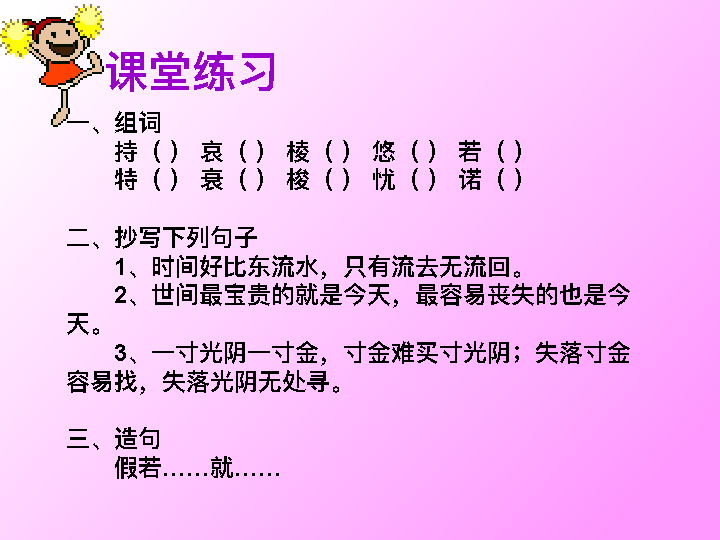 课堂练习
一、组词
持（ ） 哀（ ） 棱（ ） 悠（ ） 若（ ）
特（ ） 衰（ ） 梭（ ） 忧（ ） 诺（ ）
二、抄写下列句子
1、时间好比东流水，只有流去无流回。
2、世间最宝贵的就是今天，最容易丧失的也是今
天。
3、一寸光阴一寸金，寸金难买寸光阴；失落寸金
容易找，失落光阴无处寻。
三、造句
假若……就……